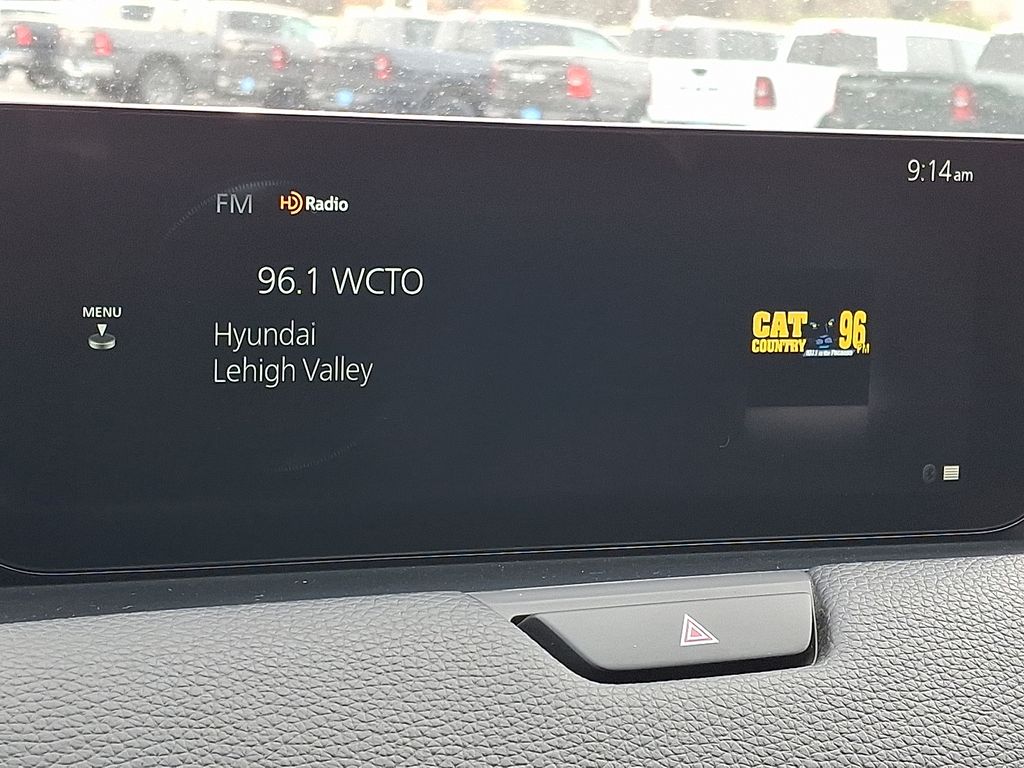 9:14am
FM HD Radio
96.1 WCTO
MENU
Hyundai
Lehigh Valley
CAT 96
COUNTRY FM